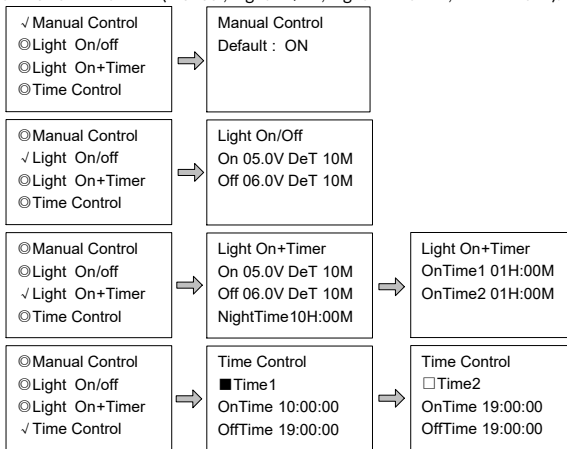 √Manual Control
◎Light On/off
◎Light On+Timer
◎Time Control
Manual Control
Default : ON
◎Manual Control
√Light On/off
◎Light On+Timer
◎Time Control
Light On/Off
On 05.0V DeT 10M
Off 06.0V DeT 10M
◎Manual Control
◎Light On/off
√Light On+Timer
◎Time Control
Light On+Timer
On 05.0V DeT 10M
Off 06.0V DeT 10M
NightTime10H:00M
Light On+Timer
OnTime1 01H:00M
OnTime2 01H:00M
◎Manual Control
◎Light On/off
◎Light On+Timer
√Time Control
Time Control
■Time1
OnTime 10:00:00
OffTime 19:00:00
Time Control
□Time2
OnTime 19:00:00
OffTime 19:00:00